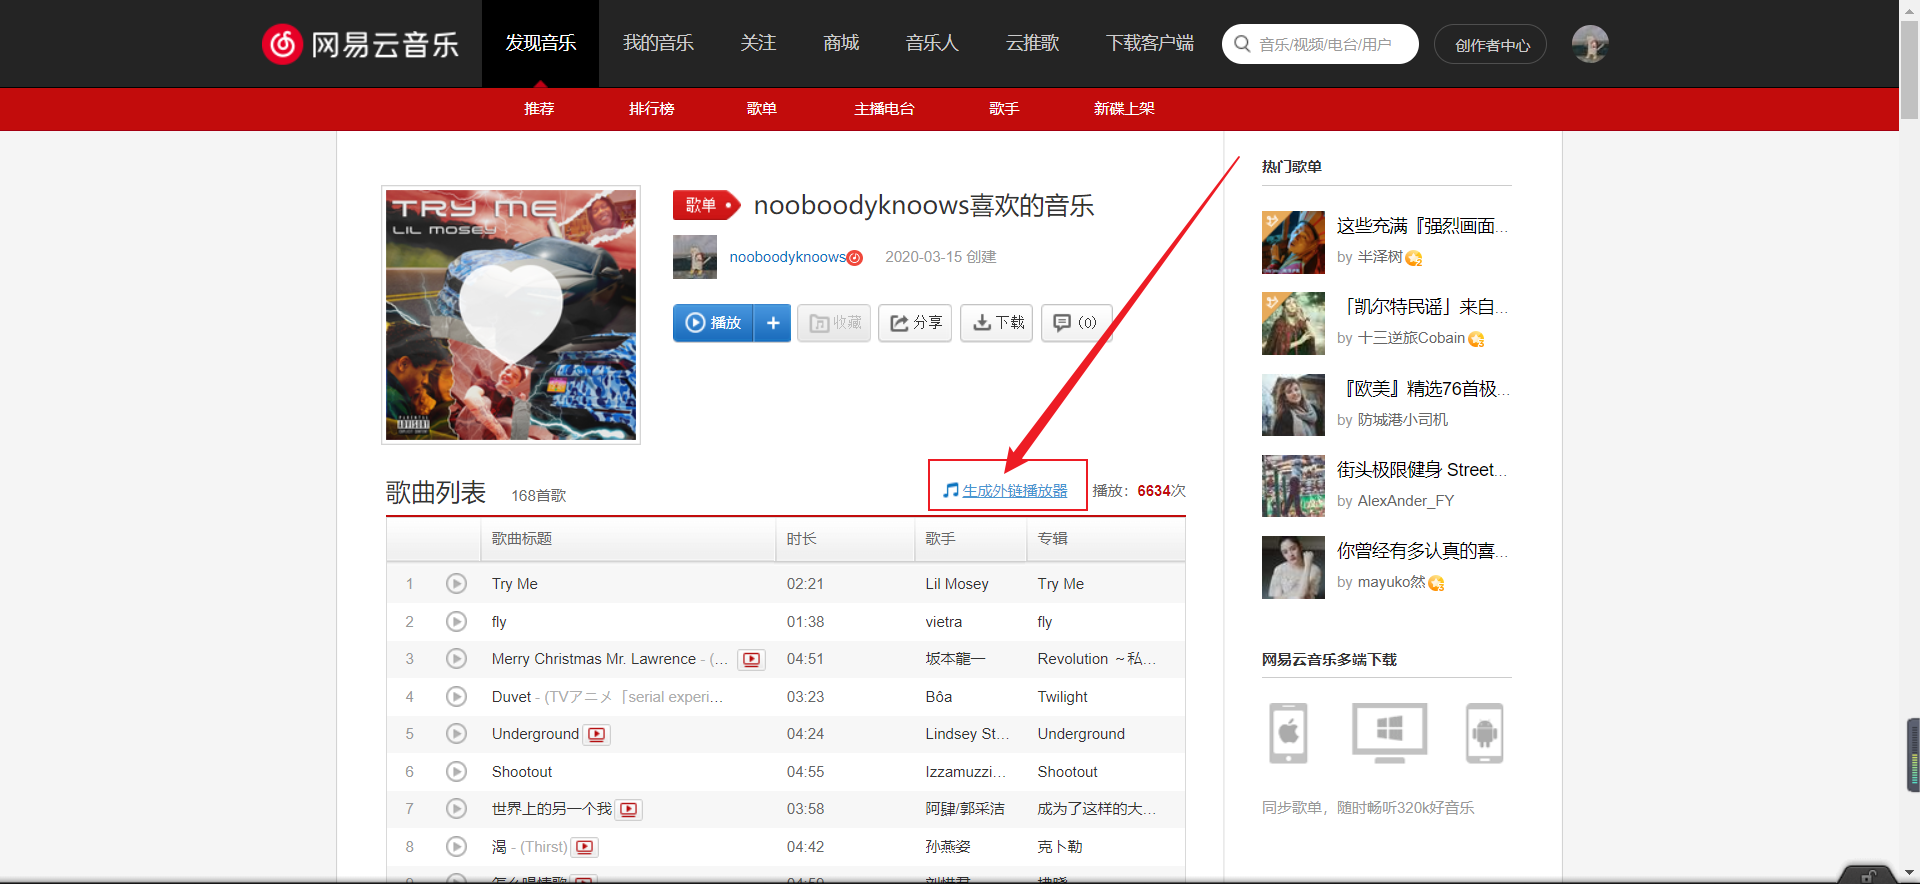 网易云音乐
发现音乐 我的音乐 关注 商城 音乐人 云推歌 下载客户端
音乐/视频/电台/用户
创作者中心
推荐 排行榜 歌单 主播电台 歌手 新碟上架
TRY ME
LIL MOSEY
歌单
nooboodyknoows喜欢的音乐
nooboodyknoows 2020-03-15 创建
播放 + 收藏 分享 下载 (0)
歌曲列表 168首歌 生成外链播放器 播放：6634次
歌曲标题 时长 歌手 专辑
1 Try Me 02:21 Lil Mosey Try Me
2 fly 01:38 vietra fly
3 Merry Christmas Mr. Lawrence - (... 04:51 坂本龍一 Revolution ～私...
4 Duvet - (TVアニメ「serial experi... 03:23 Bôa Twilight
5 Underground 04:24 Lindsey St... Underground
6 Shootout 04:55 Izzamuzzi... Shootout
7 世界上的另一个我 03:58 阿肆/郭采洁 成为了这样的大...
8 渴 - (Thirst) 04:42 孙燕姿 克卜勒
热门歌单
这些充满『强烈画面...
by 半泽树
「凯尔特民谣」来自...
by 十三逆旅Cobain
『欧美』精选76首极...
by 防城港小司机
街头极限健身 Street...
by AlexAnder_FY
你曾经有多认真的喜...
by mayuko然
网易云音乐多端下载
同步歌单，随时畅听320k好音乐